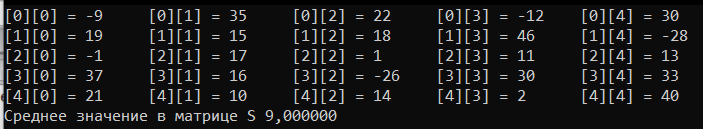 [0][0] = -9 [0][1] = 35 [0][2] = 22 [0][3] = -12 [0][4] = 30
[1][0] = 19 [1][1] = 15 [1][2] = 18 [1][3] = 46 [1][4] = -28
[2][0] = -1 [2][1] = 17 [2][2] = 1 [2][3] = 11 [2][4] = 13
[3][0] = 37 [3][1] = 16 [3][2] = -26 [3][3] = 30 [3][4] = 33
[4][0] = 21 [4][1] = 10 [4][2] = 14 [4][3] = 2 [4][4] = 40
Среднее значение в матрице S 9,000000